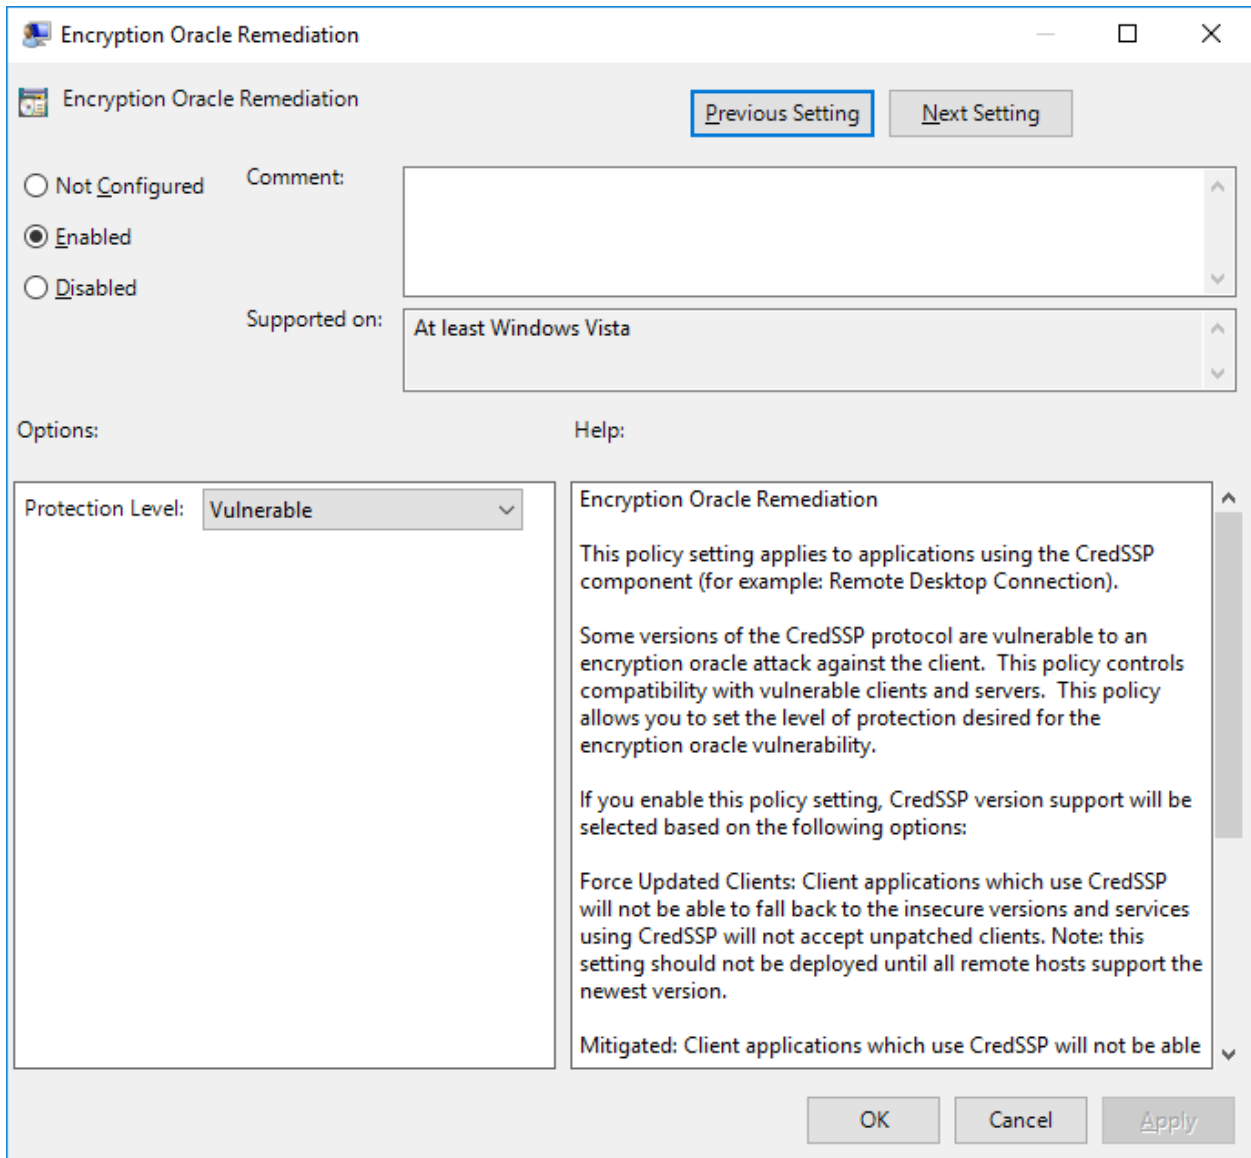 Encryption Oracle Remediation
Encryption Oracle Remediation
Previous Setting
Next Setting
Not Configured
Comment:
Enabled
Disabled
Supported on:
At least Windows Vista
Options:
Help:
Protection Level:
Vulnerable
Encryption Oracle Remediation
This policy setting applies to applications using the CredSSP
component (for example: Remote Desktop Connection).
Some versions of the CredSSP protocol are vulnerable to an
encryption oracle attack against the client.  This policy controls
compatibility with vulnerable clients and servers.  This policy
allows you to set the level of protection desired for the
encryption oracle vulnerability.
If you enable this policy setting, CredSSP version support will be
selected based on the following options:
Force Updated Clients: Client applications which use CredSSP
will not be able to fall back to the insecure versions and services
using CredSSP will not accept unpatched clients. Note: this
setting should not be deployed until all remote hosts support the
newest version.
Mitigated: Client applications which use CredSSP will not be able
OK
Cancel
Apply